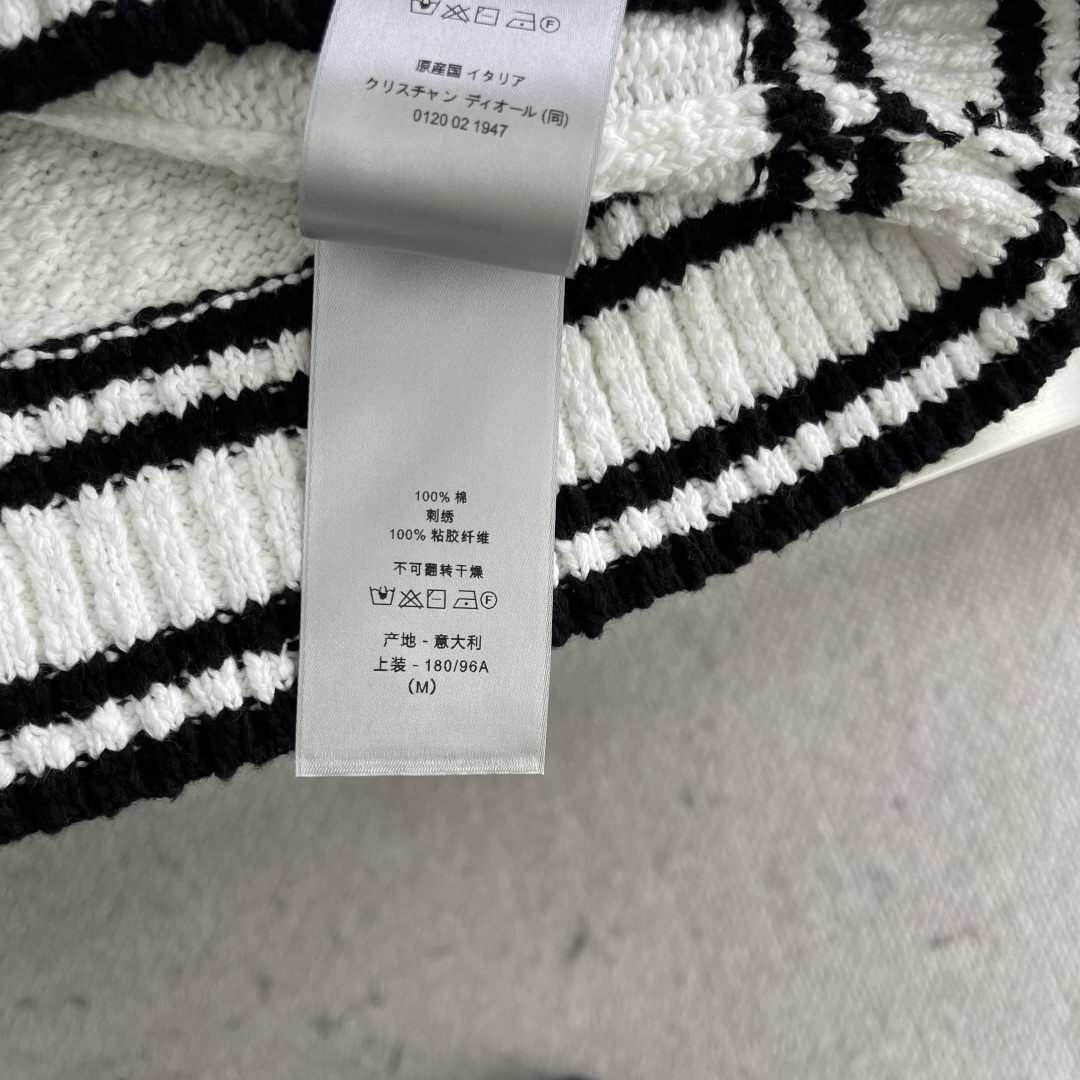 原産国 イタリア
クリスチャン ディオール (同)
0120 02 1947
100% 棉
刺绣
100% 粘胶纤维
不可翻转干燥
F
产地 - 意大利
上装 - 180/96A
(M)